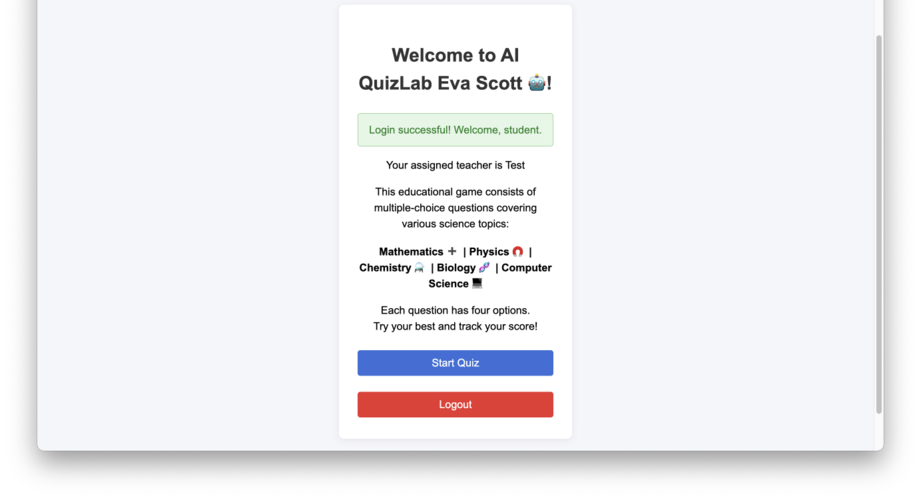 Welcome to AI
QuizLab Eva Scott 🤖!
Login successful! Welcome, student.
Your assigned teacher is Test
This educational game consists of
multiple-choice questions covering
various science topics:
Mathematics ➕ | Physics 🧲 |
Chemistry 🧪 | Biology 🧬 | Computer
Science 💻
Each question has four options.
Try your best and track your score!
Start Quiz
Logout